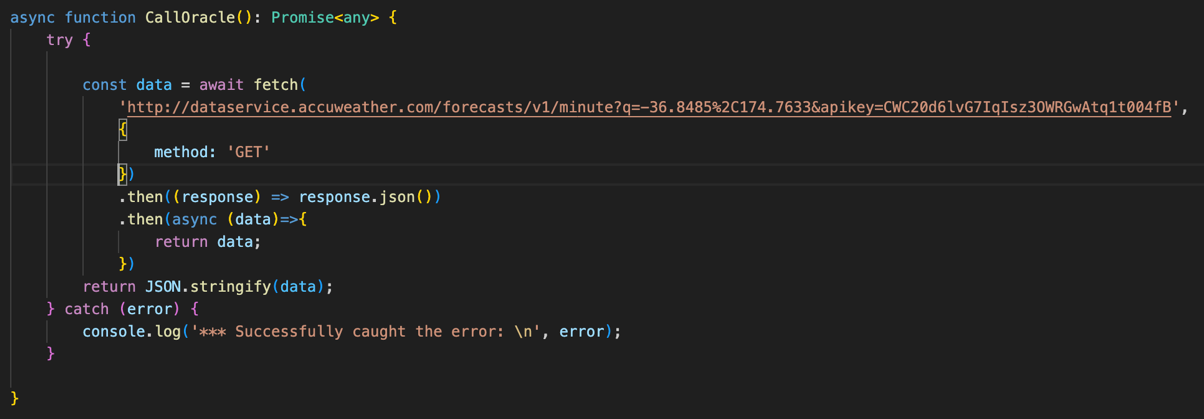 async function CallOracle(): Promise<any> {
try {
const data = await fetch(
'http://dataservice.accuweather.com/forecasts/v1/minute?q=-36.8485%2C174.7633&apikey=CWC20d6lvG7IqIsz3OWRGwAtq1t004fB',
{
method: 'GET'
})
.then((response) => response.json())
.then(async (data)=>{
return data;
})
return JSON.stringify(data);
} catch (error) {
console.log('*** Successfully caught the error: \n', error);
}
}